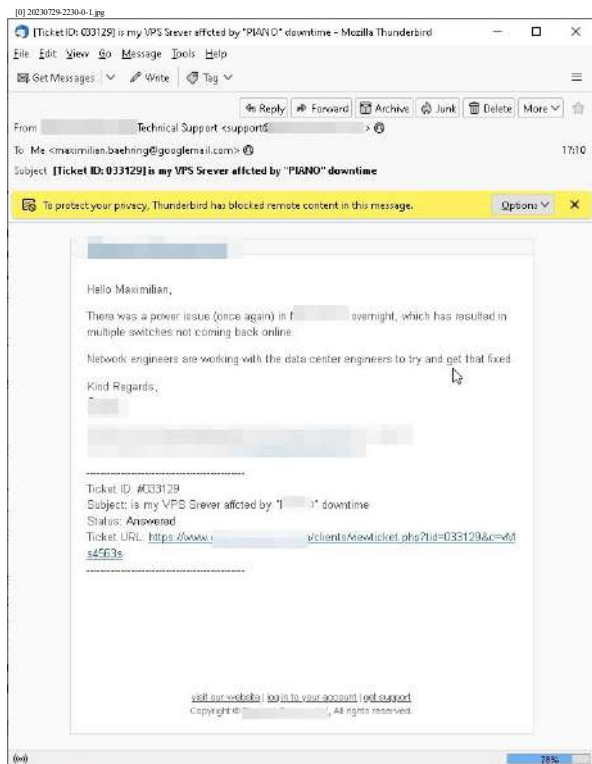 [0] 20230729-2230-0-1.jpg
[Ticket ID: 033129] is my VPS Srever affcted by "PIANO" downtime - Mozilla Thunderbird
File Edit View Go Message Tools Help
Get Messages Write Tag
Reply Forward Archive Junk Delete More
From Technical Support <support@ >
To Me <maximilian.baehring@googlemail.com> 17:10
Subject [Ticket ID: 033129] is my VPS Srever affcted by "PIANO" downtime
To protect your privacy, Thunderbird has blocked remote content in this message. Options
Hello Maximilian,
There was a power issue (once again) in overnight, which has resulted in
multiple switches not coming back online
Network engineers are working with the data center engineers to try and get that fixed
Kind Regards,
----------------------------------------------
Ticket ID: #033129
Subject: is my VPS Srever affcted by " " downtime
Status: Answered
Ticket URL: https://www. /clients/viewticket.php?tid=033129&c=
s4563s
----------------------------------------------
visit our website | log in to your account | get support
Copyright © , All rights reserved.
78%